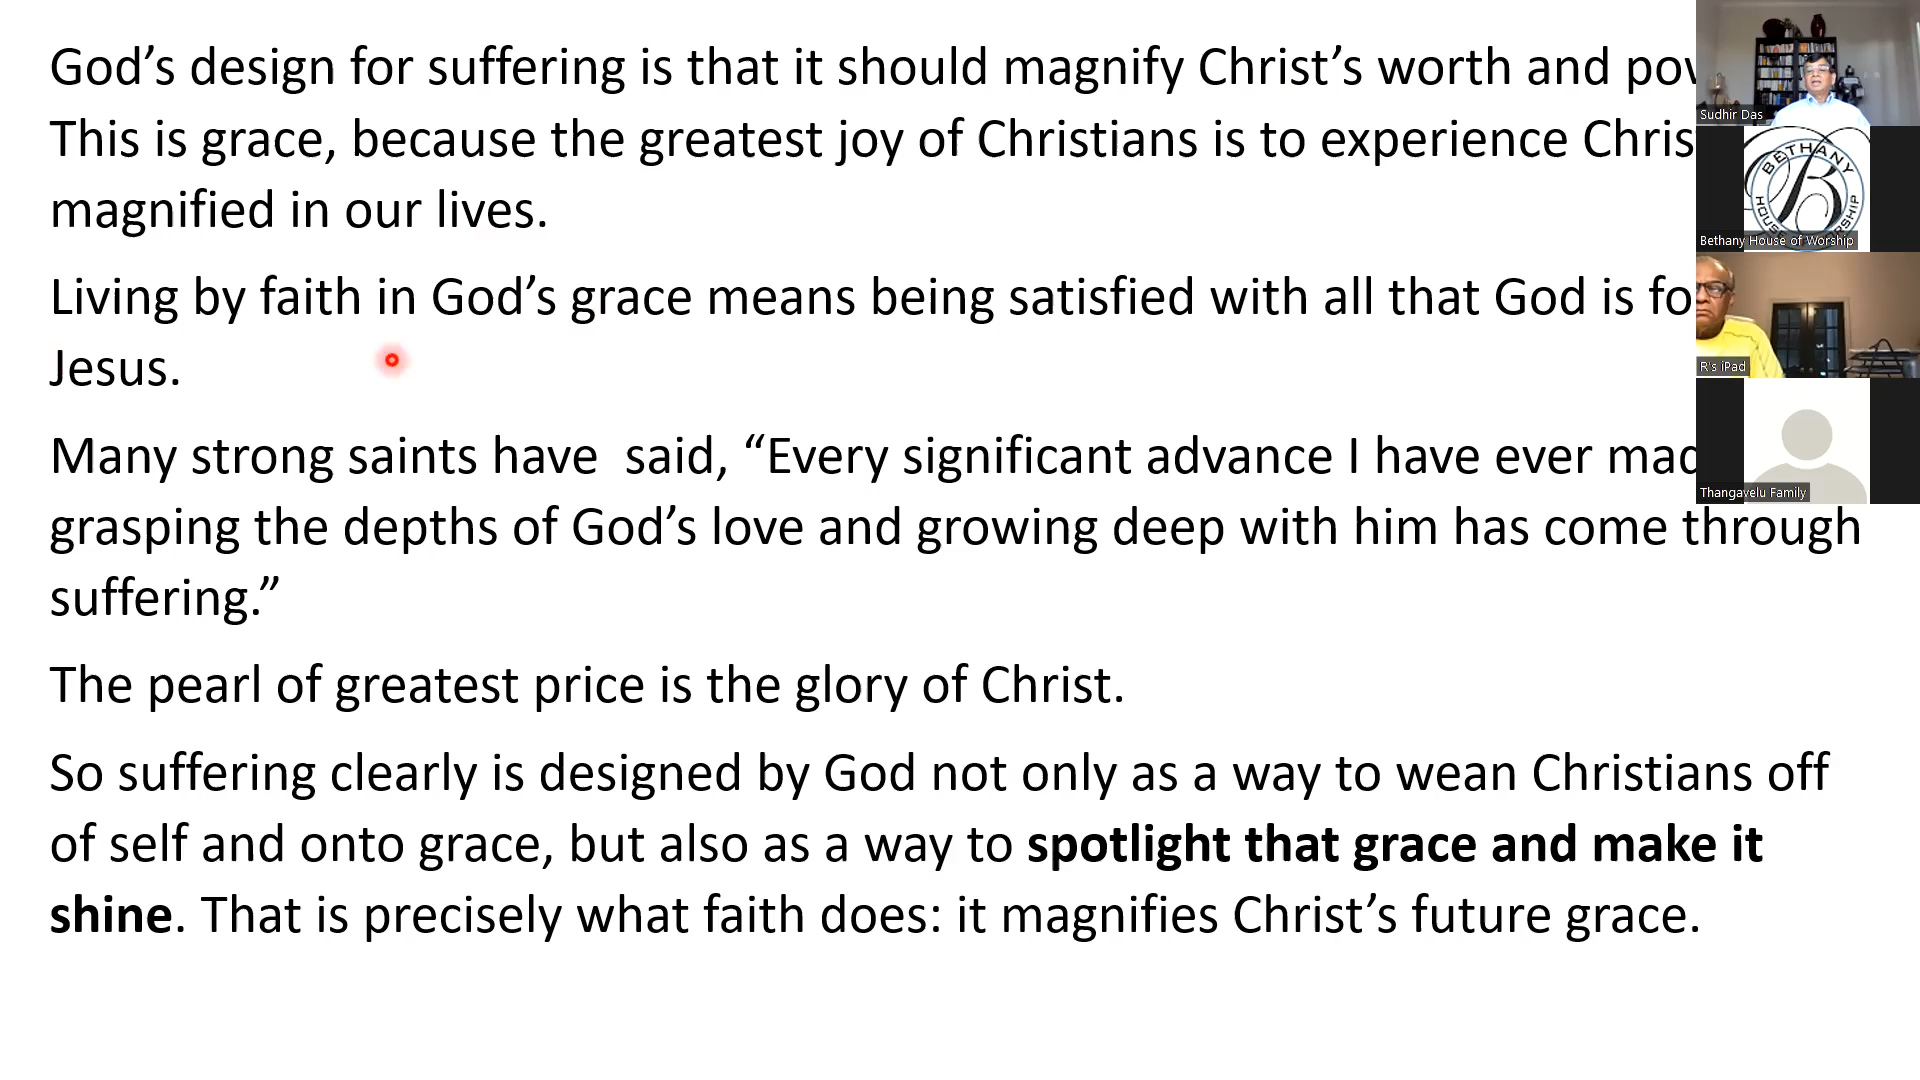 God’s design for suffering is that it should magnify Christ’s worth and
This is grace, because the greatest joy of Christians is to experience
magnified in our lives.
Living by faith in God’s grace means being satisfied with all that God is
Jesus.
Many strong saints have  said, “Every significant advance I have ever
grasping the depths of God’s love and growing deep with him has come through
suffering.”
The pearl of greatest price is the glory of Christ.
So suffering clearly is designed by God not only as a way to wean Christians off
of self and onto grace, but also as a way to spotlight that grace and make it
shine. That is precisely what faith does: it magnifies Christ’s future grace.
Sudhir Das
BETHANY
B
Bethany House of Worship
R's iPad
Thangavelu Family